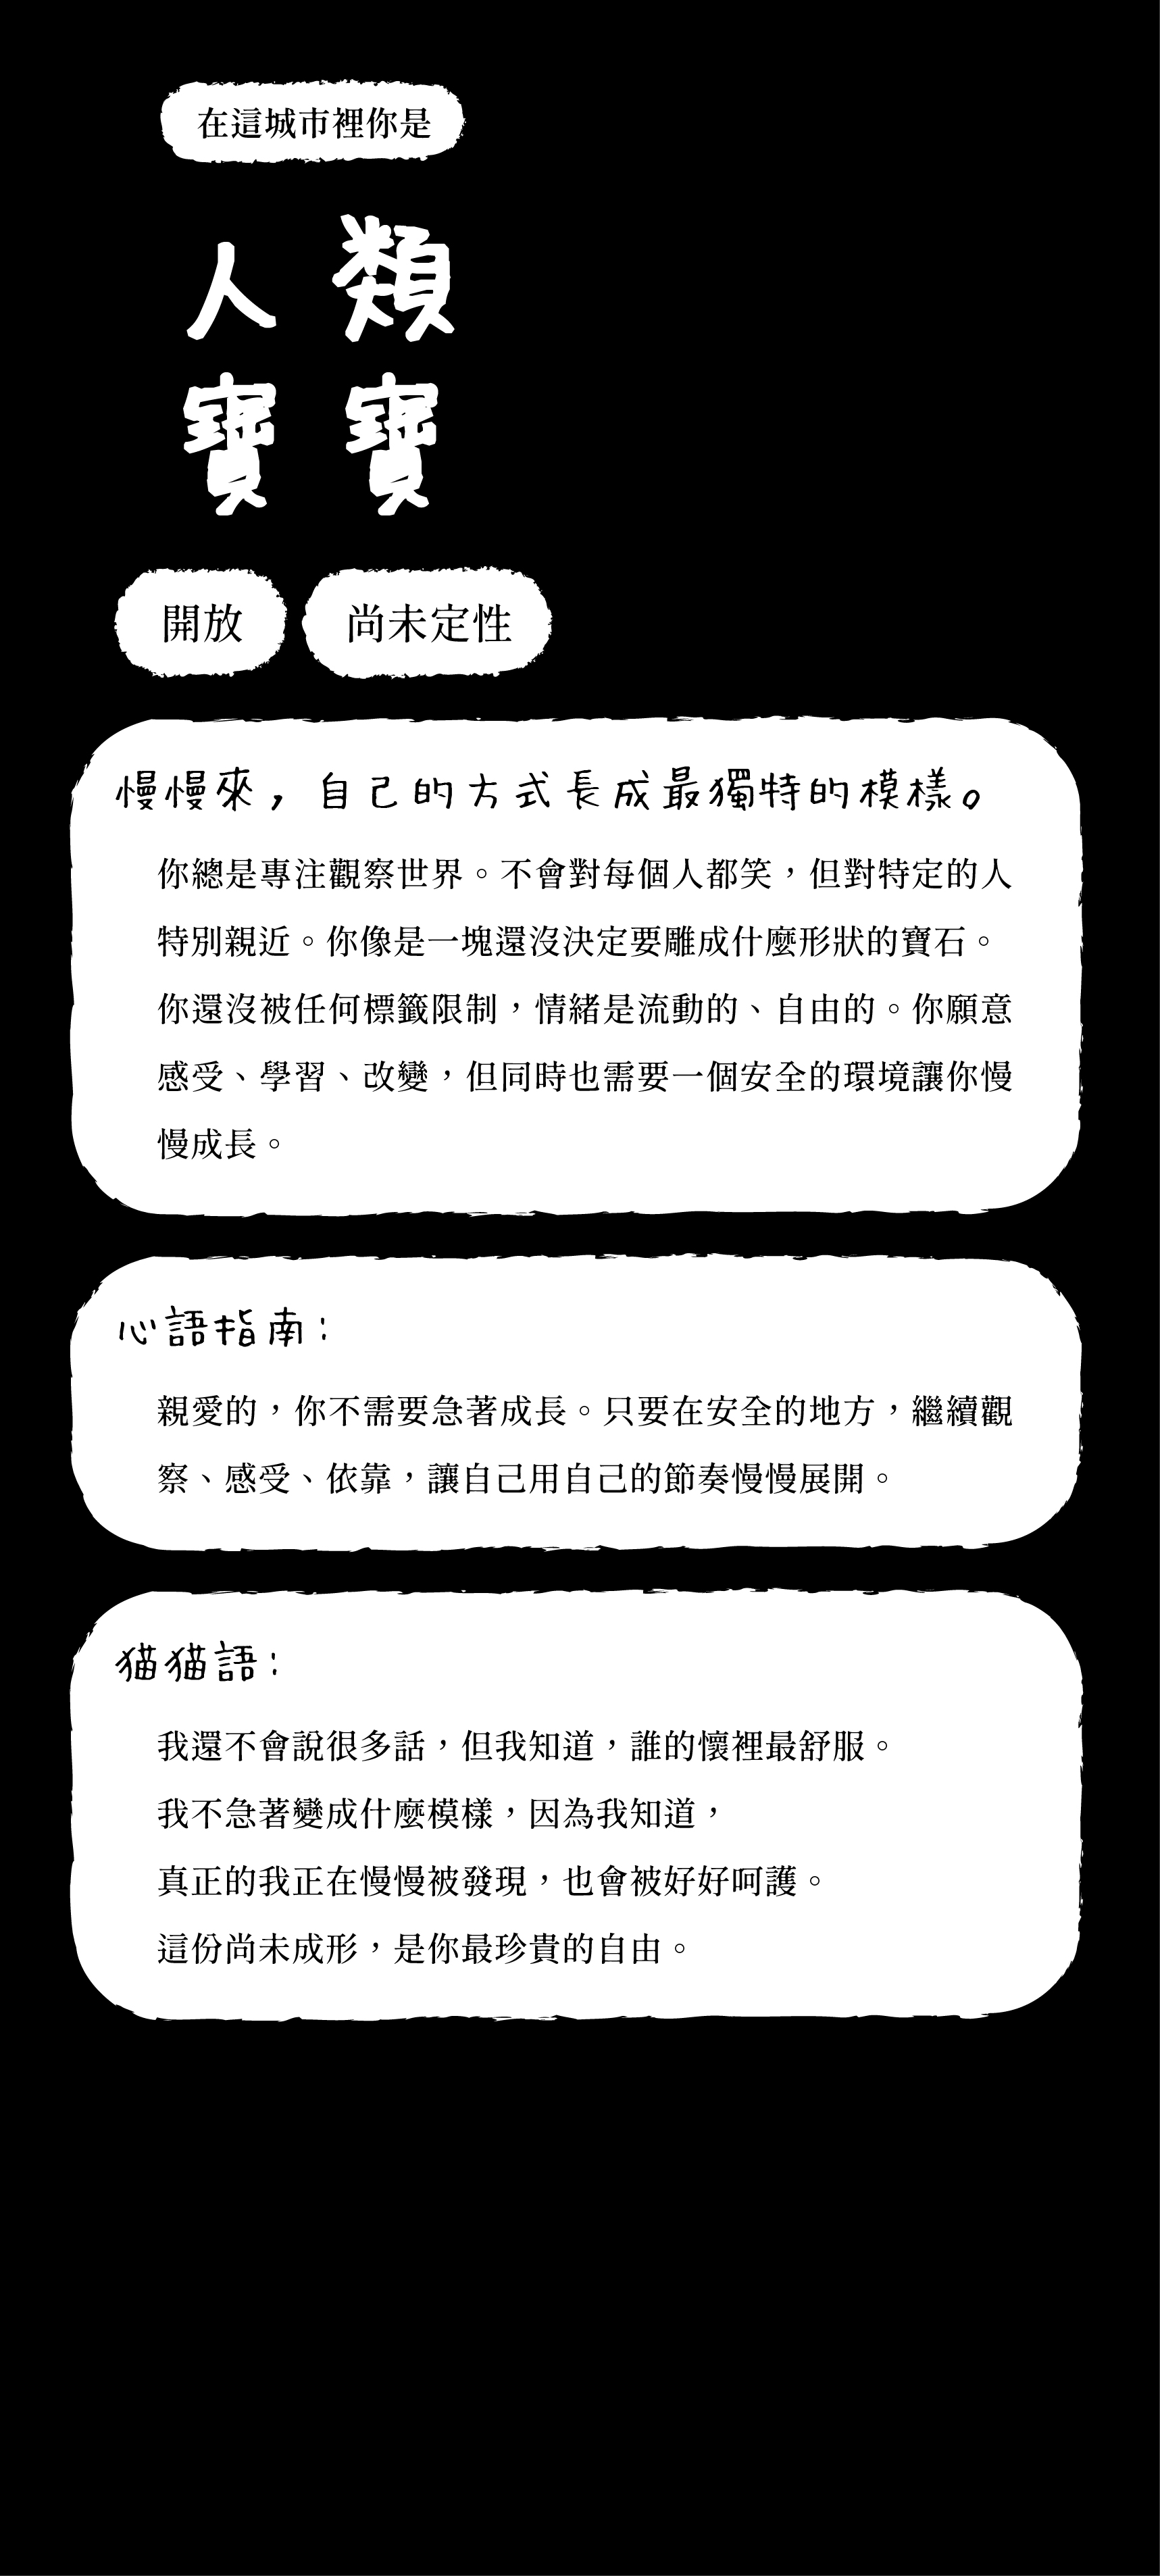 在這城市裡你是
人類
寶寶
開放
尚未定性
慢慢來，自己的方式長成最獨特的模樣。
你總是專注觀察世界。不會對每個人都笑，但對特定的人
特別親近。你像是一塊還沒決定要雕成什麼形狀的寶石。
你還沒被任何標籤限制，情緒是流動的、自由的。你願意
感受、學習、改變，但同時也需要一個安全的環境讓你慢
慢成長。
心語指南：
親愛的，你不需要急著成長。只要在安全的地方，繼續觀
察、感受、依靠，讓自己用自己的節奏慢慢展開。
猫猫語：
我還不會說很多話，但我知道，誰的懷裡最舒服。
我不急著變成什麼模樣，因為我知道，
真正的我正在慢慢被發現，也會被好好呵護。
這份尚未成形，是你最珍貴的自由。